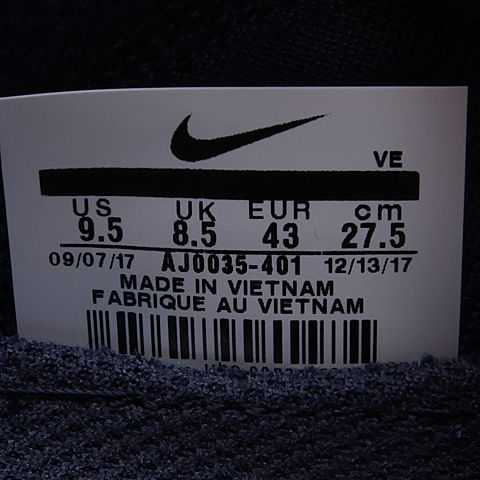 VE
US UK EUR cm
9.5 8.5 43 27.5
09/07/17 AJ0035-401 12/13/17
MADE IN VIETNAM
FABRIQUE AU VIETNAM